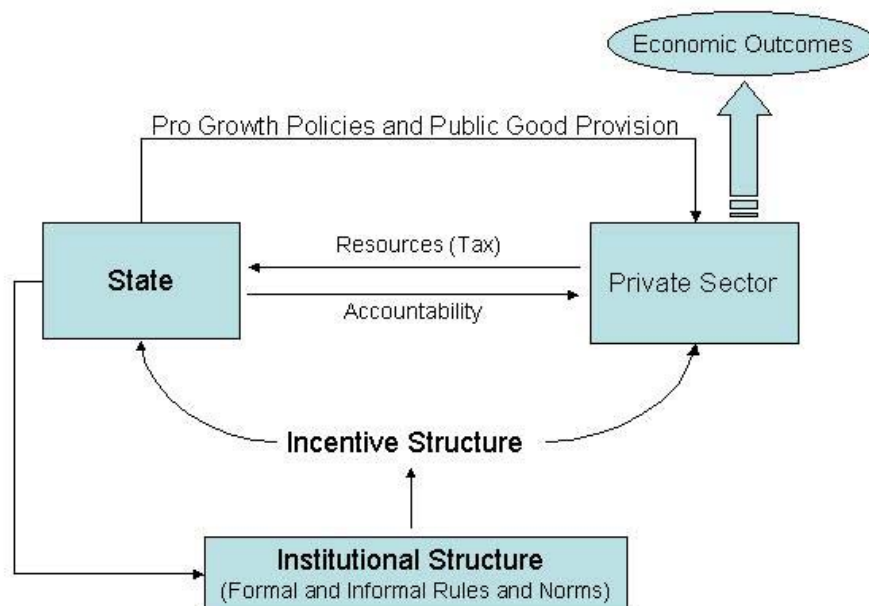 Economic Outcomes
Pro Growth Policies and Public Good Provision
State
Resources (Tax)
Accountability
Private Sector
Incentive Structure
Institutional Structure
(Formal and Informal Rules and Norms)